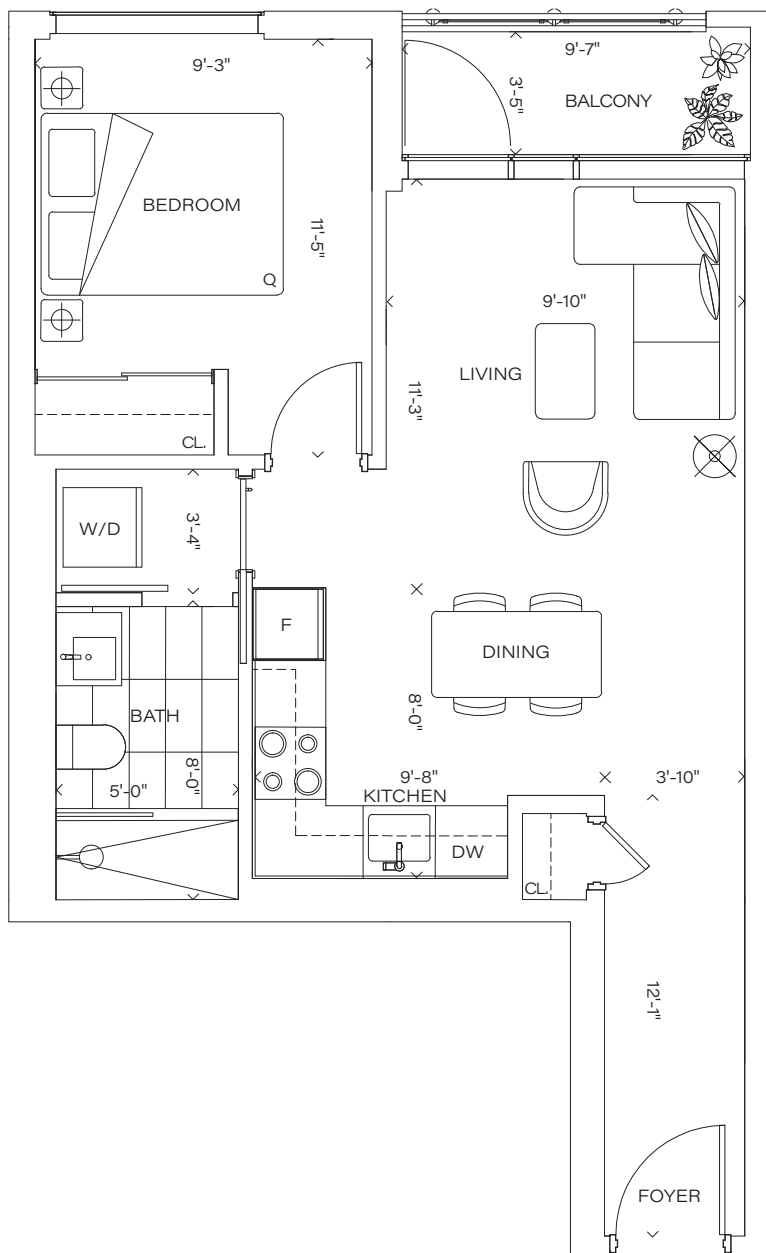 9'-3"
9'-7"
3'-5"
BALCONY
BEDROOM
11'-5"
Q
9'-10"
LIVING
11'-3"
CL.
W/D
3'-4"
F
DINING
BATH
8'-0"
5'-0"
8'-0"
9'-8"
3'-10"
KITCHEN
DW
CL.
12'-1"
FOYER